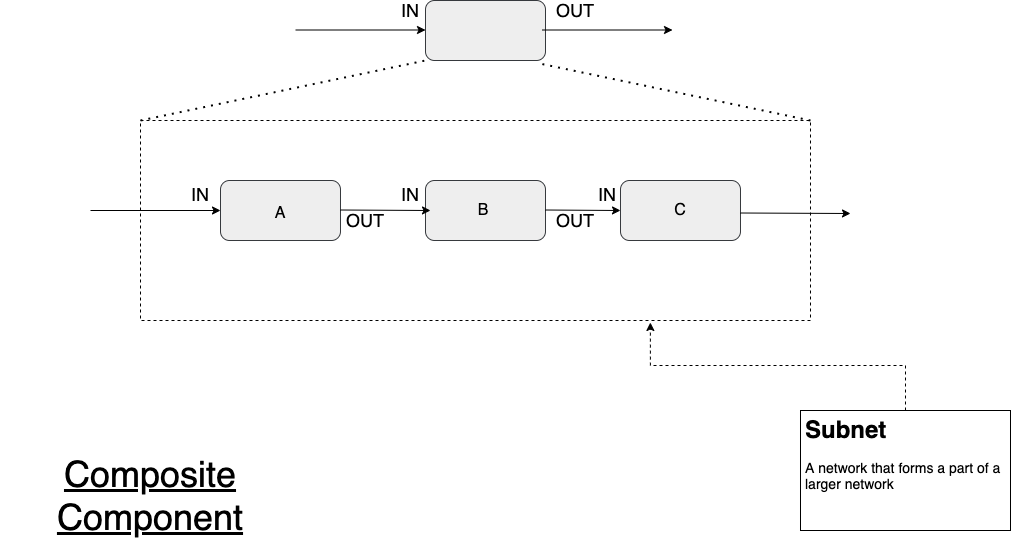 IN
OUT
IN
A
OUT
IN
B
OUT
IN
C
Subnet
A network that forms a part of a
larger network
Composite
Component